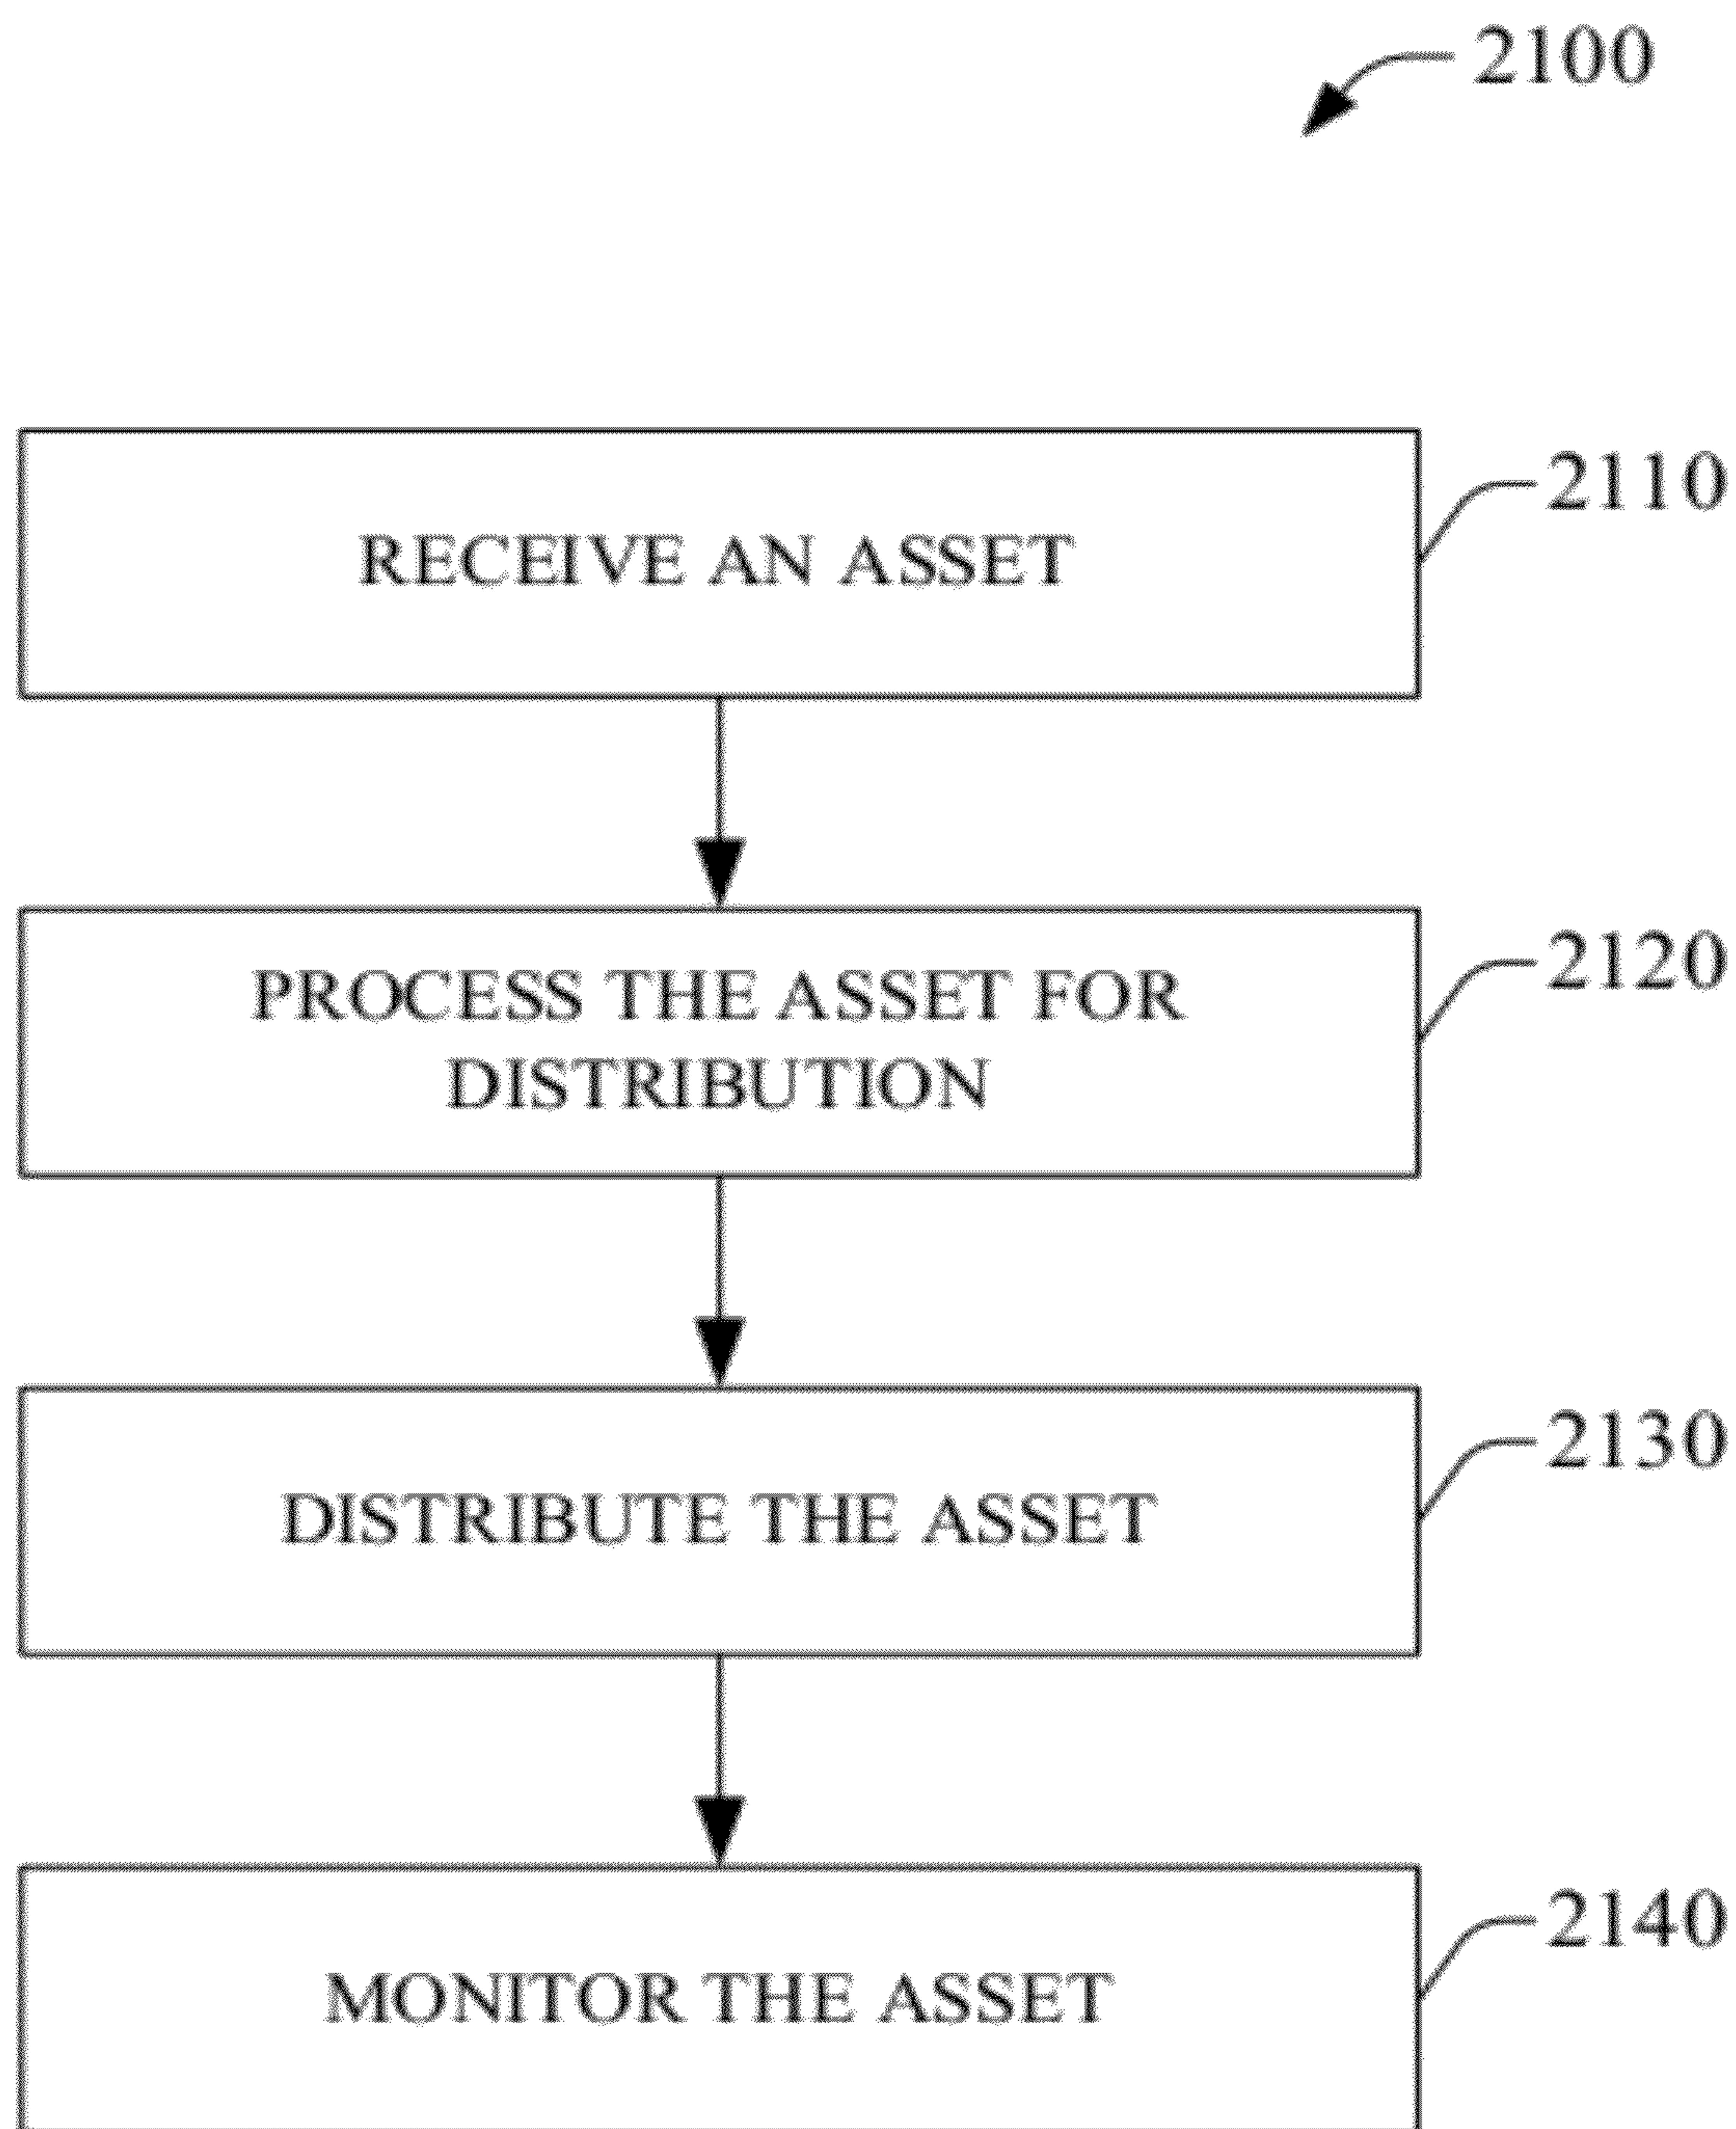 2100
RECEIVE AN ASSET
2110
PROCESS THE ASSET FOR
DISTRIBUTION
2120
DISTRIBUTE THE ASSET
2130
MONITOR THE ASSET
2140